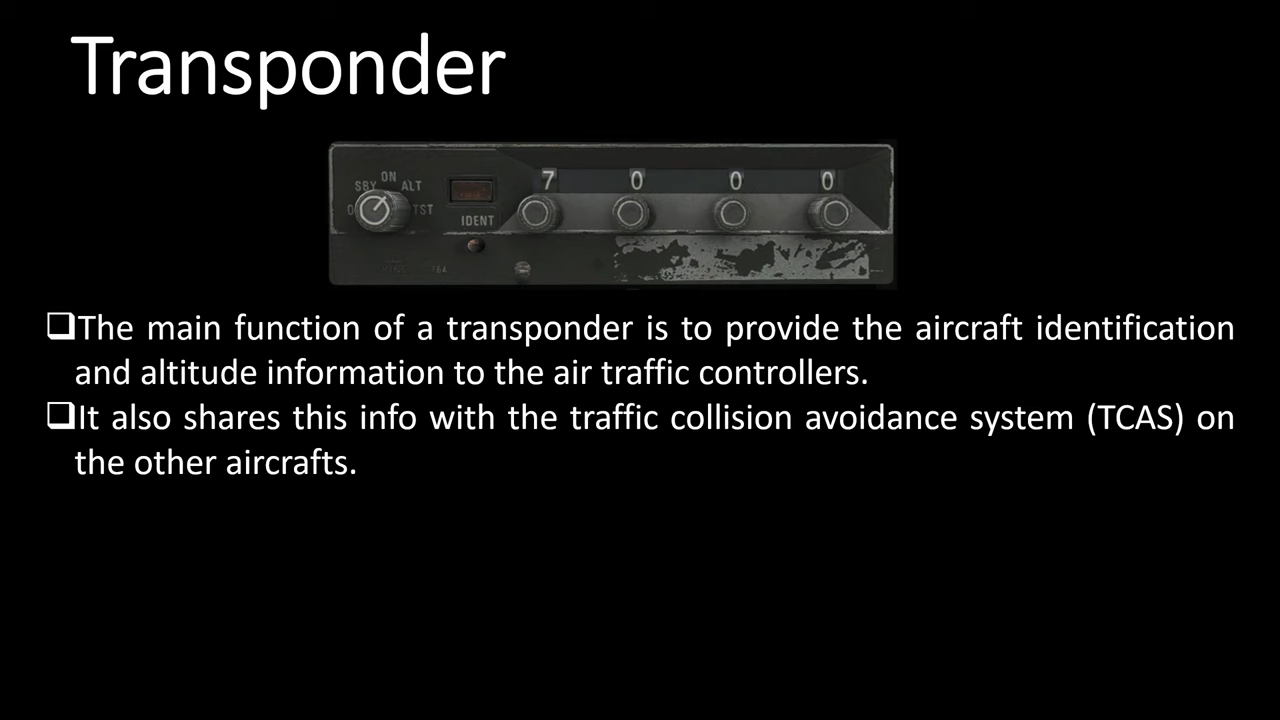 Transponder
7 0 0 0
ON
SBY ALT
TST
IDENT
❑The main function of a transponder is to provide the aircraft identification
and altitude information to the air traffic controllers.
❑It also shares this info with the traffic collision avoidance system (TCAS) on
the other aircrafts.